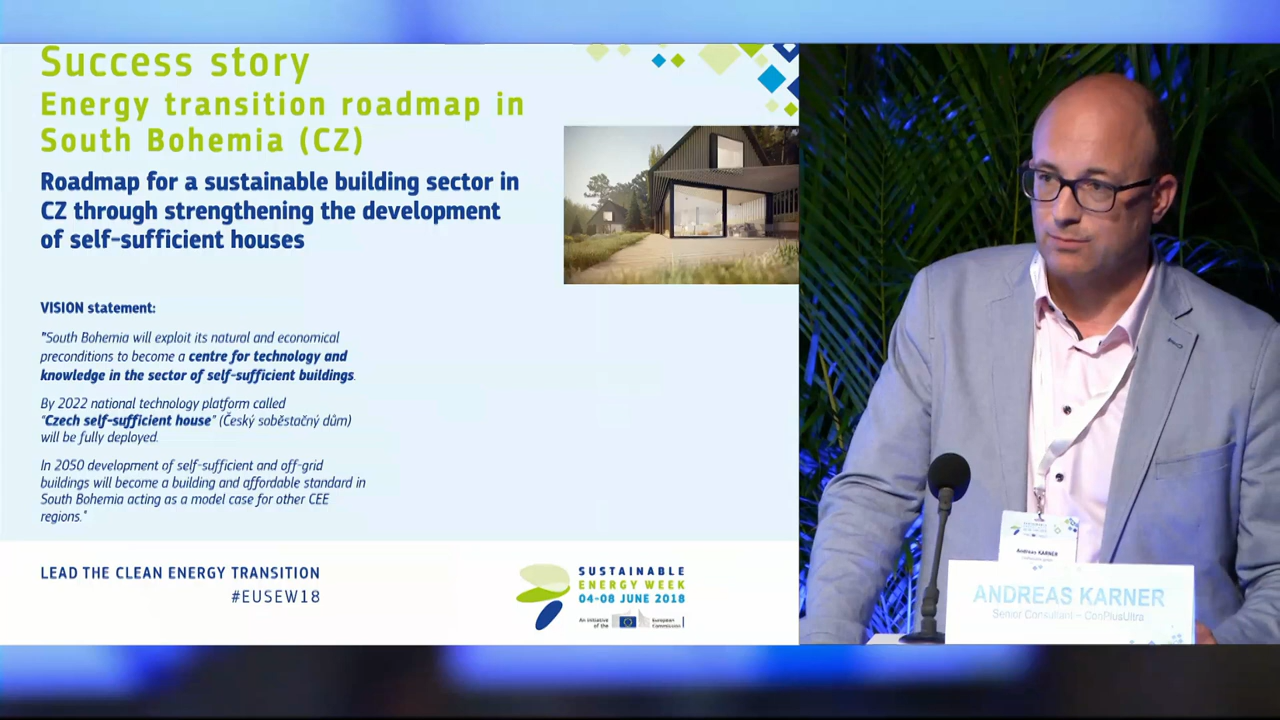 Success story
Energy transition roadmap in
South Bohemia (CZ)
Roadmap for a sustainable building sector in
CZ through strengthening the development
of self-sufficient houses
VISION statement:
"South Bohemia will exploit its natural and economical
preconditions to become a centre for technology and
knowledge in the sector of self-sufficient buildings.
By 2022 national technology platform called
"Czech self-sufficient house" (Český soběstačný dům)
will be fully deployed.
In 2050 development of self-sufficient and off-grid
buildings will become a building and affordable standard in
South Bohemia acting as a model case for other CEE
regions."
LEAD THE CLEAN ENERGY TRANSITION
#EUSEW18
SUSTAINABLE
ENERGY WEEK
04-08 JUNE 2018
An initiative
of the
European
Commission
Andreas KARNER
ANDREAS KARNER
Senior Consultant – ConPlusUltra